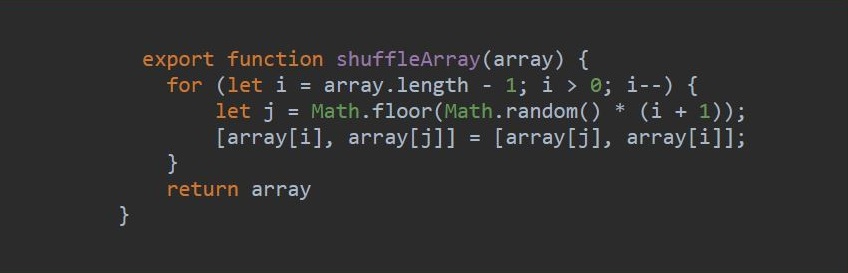 export function shuffleArray(array) {
for (let i = array.length - 1; i > 0; i--) {
let j = Math.floor(Math.random() * (i + 1));
[array[i], array[j]] = [array[j], array[i]];
}
return array
}